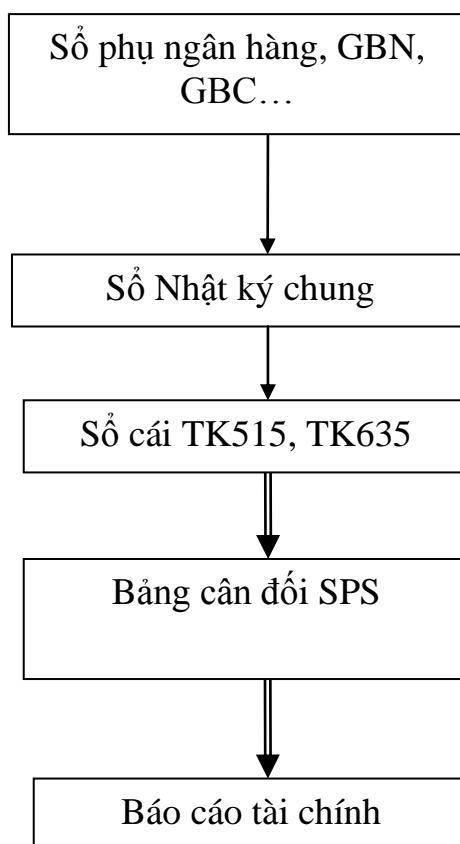 Sổ phụ ngân hàng, GBN,
GBC…
Sổ Nhật ký chung
Sổ cái TK515, TK635
Bảng cân đối SPS
Báo cáo tài chính